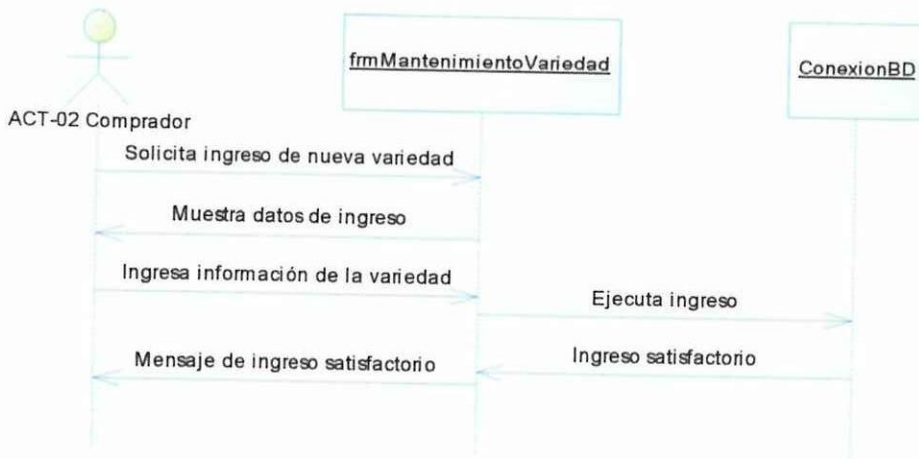 frmMantenimientoVariedad
ConexionBD
ACT-02 Comprador
Solicita ingreso de nueva variedad
Muestra datos de ingreso
Ingresa información de la variedad
Ejecuta ingreso
Ingreso satisfactorio
Mensaje de ingreso satisfactorio